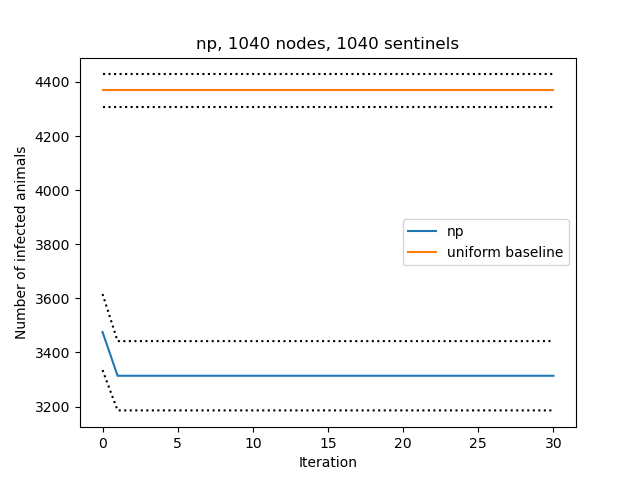 np, 1040 nodes, 1040 sentinels
Number of infected animals
4400
4200
4000
3800
3600
3400
3200
np
uniform baseline
0 5 10 15 20 25 30
Iteration